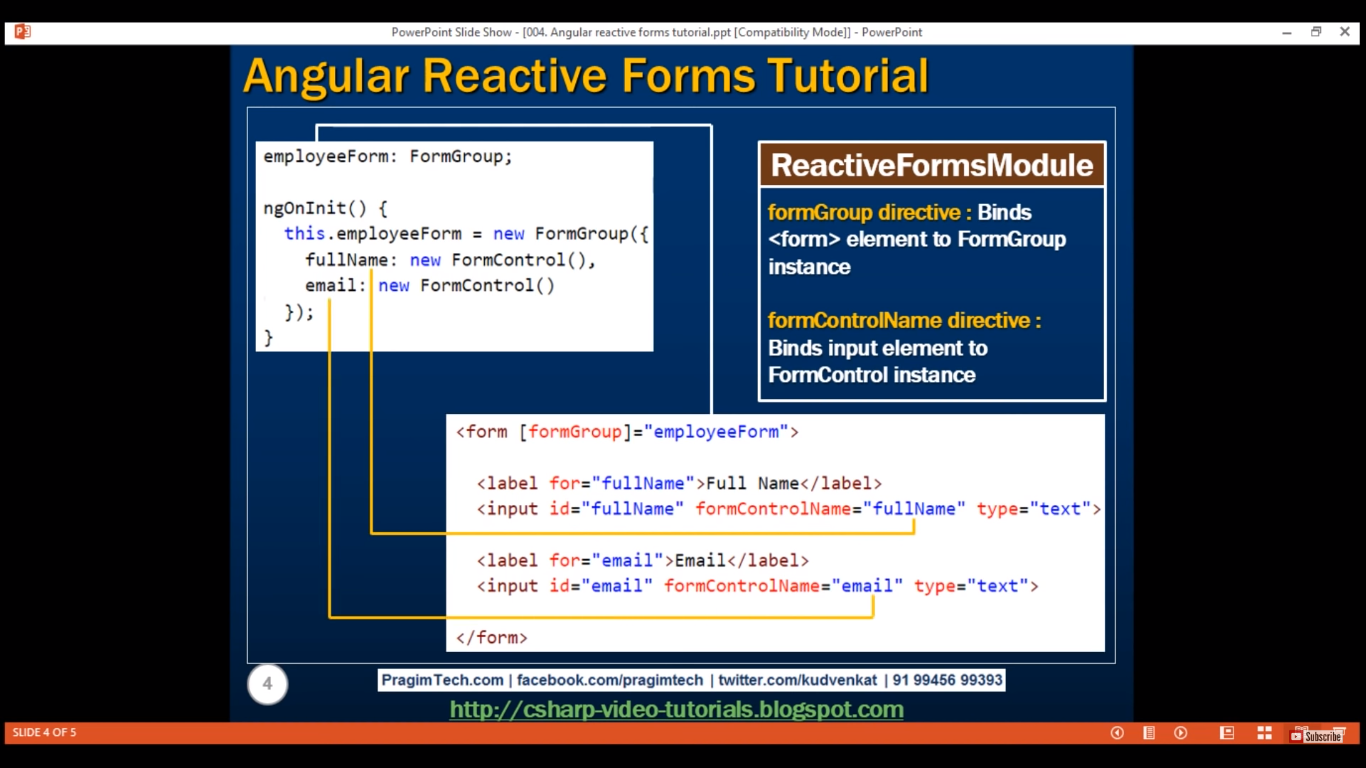 PowerPoint Slide Show - [004. Angular reactive forms tutorial.ppt [Compatibility Mode]] - PowerPoint
Angular Reactive Forms Tutorial
employeeForm: FormGroup;
ngOnInit() {
this.employeeForm = new FormGroup({
fullName: new FormControl(),
email: new FormControl()
});
}
ReactiveFormsModule
formGroup directive : Binds
<form> element to FormGroup
instance
formControlName directive :
Binds input element to
FormControl instance
<form [formGroup]="employeeForm">
<label for="fullName">Full Name</label>
<input id="fullName" formControlName="fullName" type="text">
<label for="email">Email</label>
<input id="email" formControlName="email" type="text">
</form>
4
PragimTech.com | facebook.com/pragimtech | twitter.com/kudvenkat | 91 99456 99393
http://csharp-video-tutorials.blogspot.com
SLIDE 4 OF 5
Subscribe